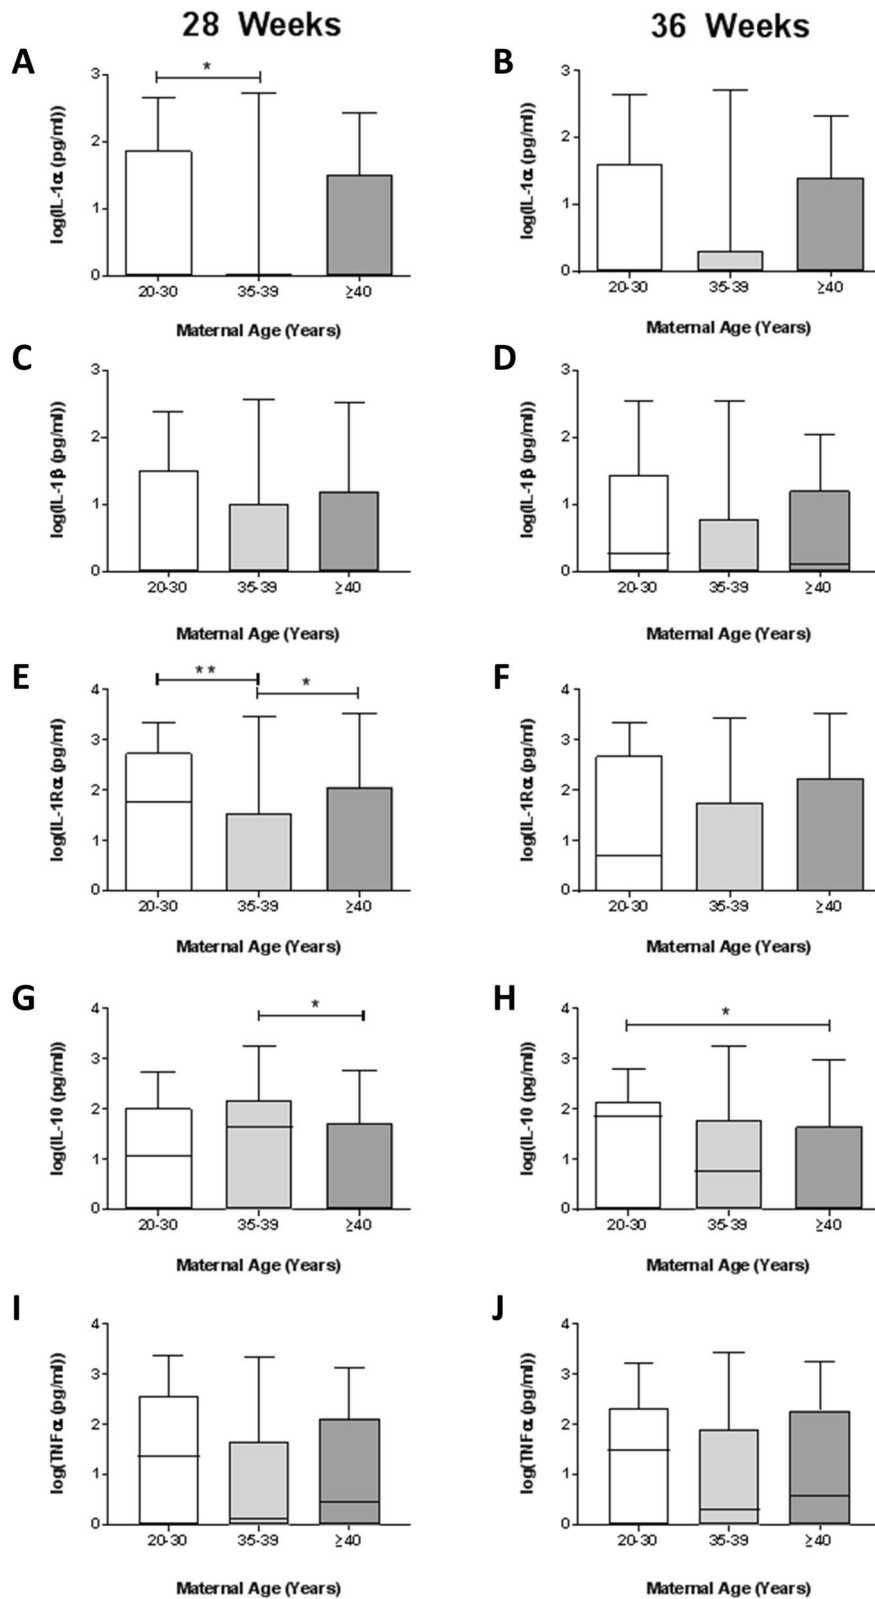 28 Weeks
36 Weeks
A
*
log(IL-1α (pg/ml))
3
2
1
0
20-30
35-39
≥40
Maternal Age (Years)
B
log(IL-1α (pg/ml))
3
2
1
0
20-30
35-39
≥40
Maternal Age (Years)
C
log(IL-1β (pg/ml))
3
2
1
0
20-30
35-39
≥40
Maternal Age (Years)
D
log(IL-1β (pg/ml))
3
2
1
0
20-30
35-39
≥40
Maternal Age (Years)
E
**
*
log(IL-1Rα (pg/ml)
4
3
2
1
0
20-30
35-39
≥40
Maternal Age (Years)
F
log(IL-1Rα (pg/ml)
4
3
2
1
0
20-30
35-39
≥40
Maternal Age (Years)
G
*
log(IL-10 (pg/ml))
4
3
2
1
0
20-30
35-39
≥40
Maternal Age (Years)
H
*
log(IL-10 (pg/ml))
4
3
2
1
0
20-30
35-39
≥40
Maternal Age (Years)
I
log(TNFα (pg/ml))
4
3
2
1
0
20-30
35-39
≥40
Maternal Age (Years)
J
log(TNFα (pg/ml))
4
3
2
1
0
20-30
35-39
≥40
Maternal Age (Years)